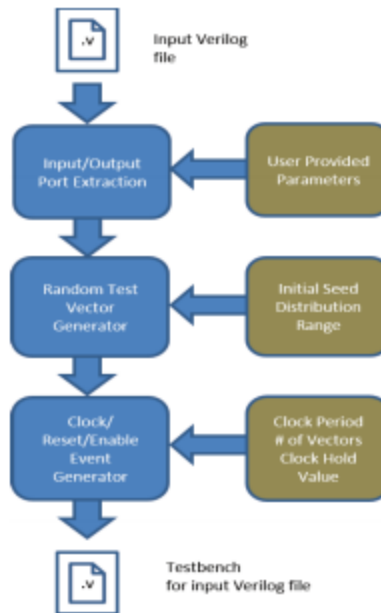 .v
Input Verilog
file
Input/Output
Port Extraction
User Provided
Parameters
Random Test
Vector
Generator
Initial Seed
Distribution
Range
Clock/
Reset/Enable
Event
Generator
Clock Period
# of Vectors
Clock Hold
Value
.v
Testbench
for input Verilog file